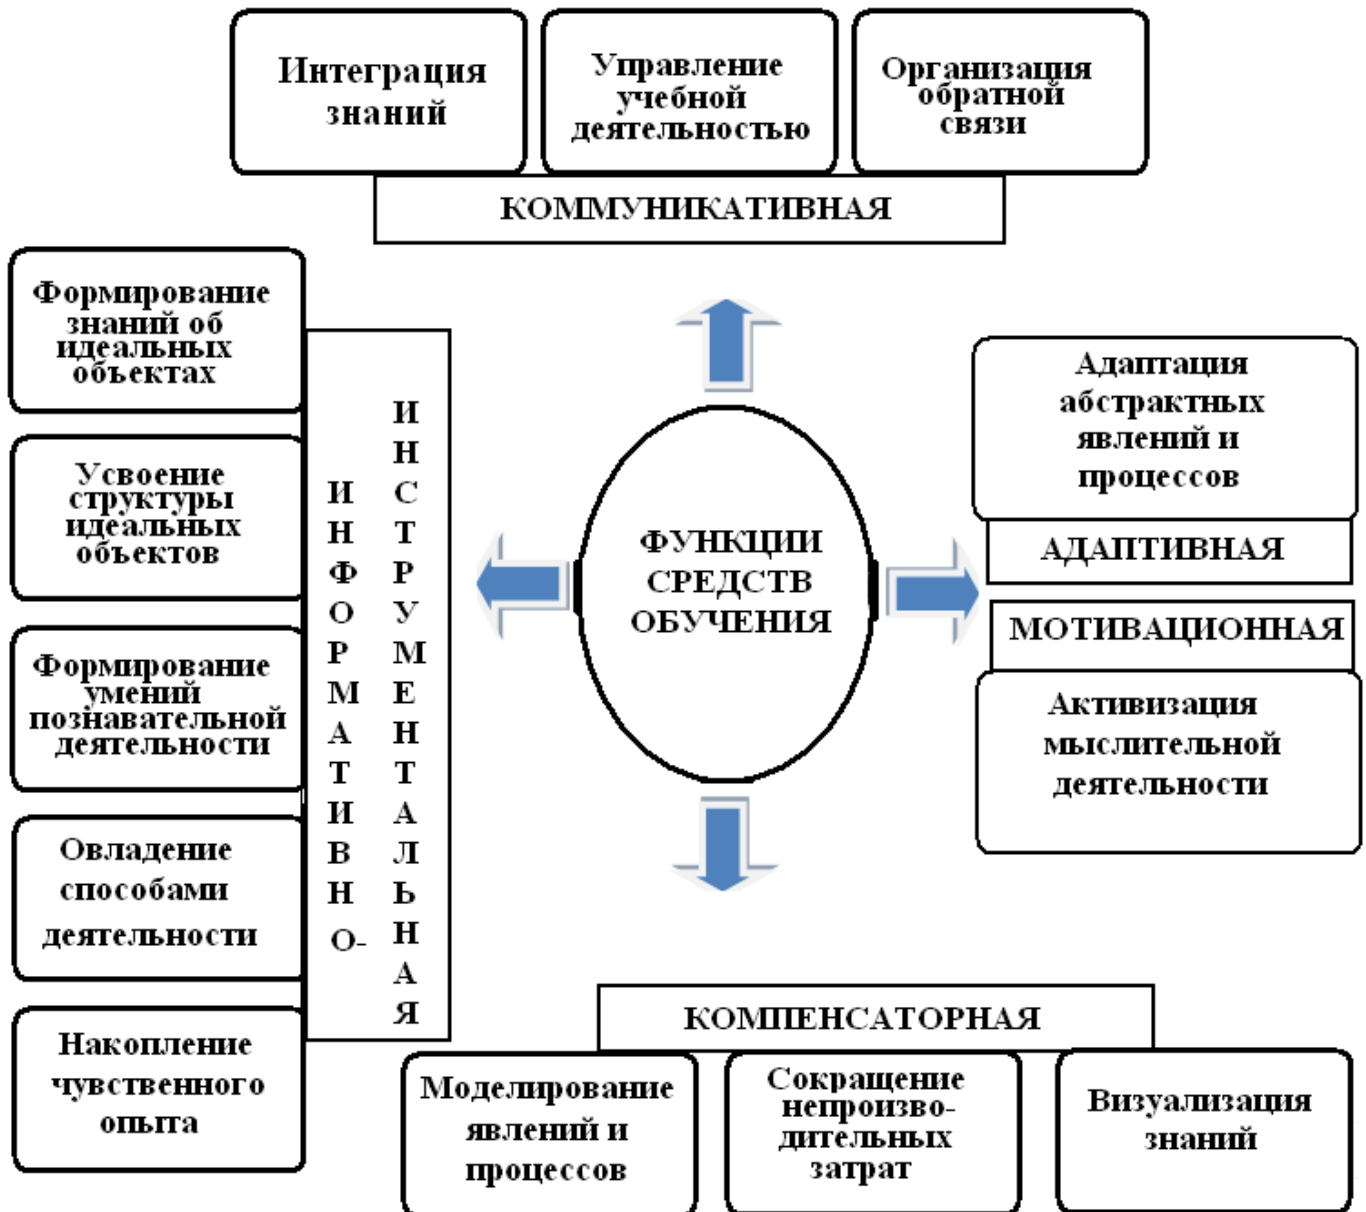 Интеграция
знаний
Управление
учебной
деятельностью
Организация
обратной
связи
КОММУНИКАТИВНАЯ
Формирование
знаний об
идеальных
объектах
Усвоение
структуры
идеальных
объектов
Формирование
умений
познавательной
деятельности
Овладение
способами
деятельности
Накопление
чувственного
опыта
ИНФОРМАТИВНО-
ИНСТРУМЕНТАЛЬНАЯ
ФУНКЦИИ
СРЕДСТВ
ОБУЧЕНИЯ
Адаптация
абстрактных
явлений и
процессов
АДАПТИВНАЯ
МОТИВАЦИОННАЯ
Активизация
мыслительной
деятельности
КОМПЕНСАТОРНАЯ
Моделирование
явлений и
процессов
Сокращение
непроизво-
дительных
затрат
Визуализация
знаний